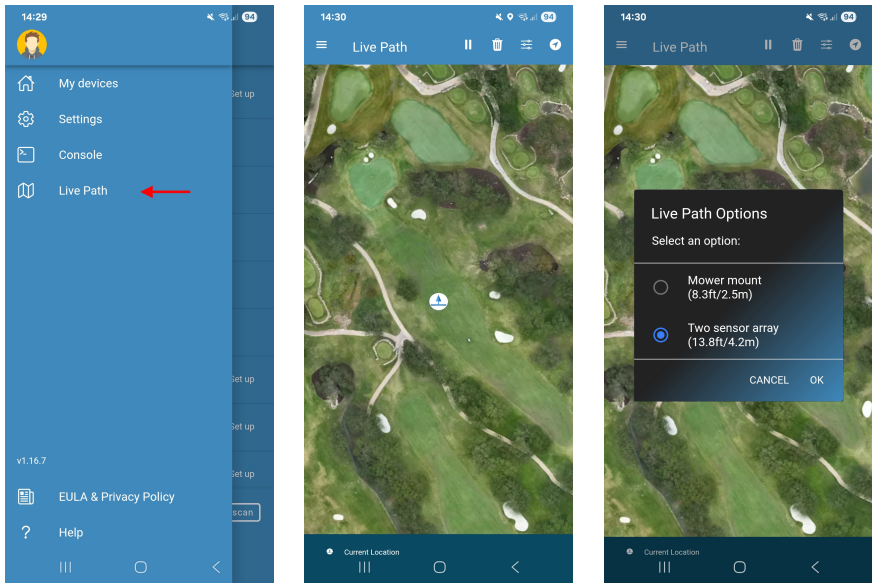 14:29
94
My devices
Set up
Settings
Console
Live Path
Set up
Set up
v1.16.7
Set up
EULA & Privacy Policy
scan
? Help
14:30
94
Live Path
Current Location
14:30
94
Live Path
Live Path Options
Select an option:
Mower mount
(8.3ft/2.5m)
Two sensor array
(13.8ft/4.2m)
CANCEL OK
Current Location